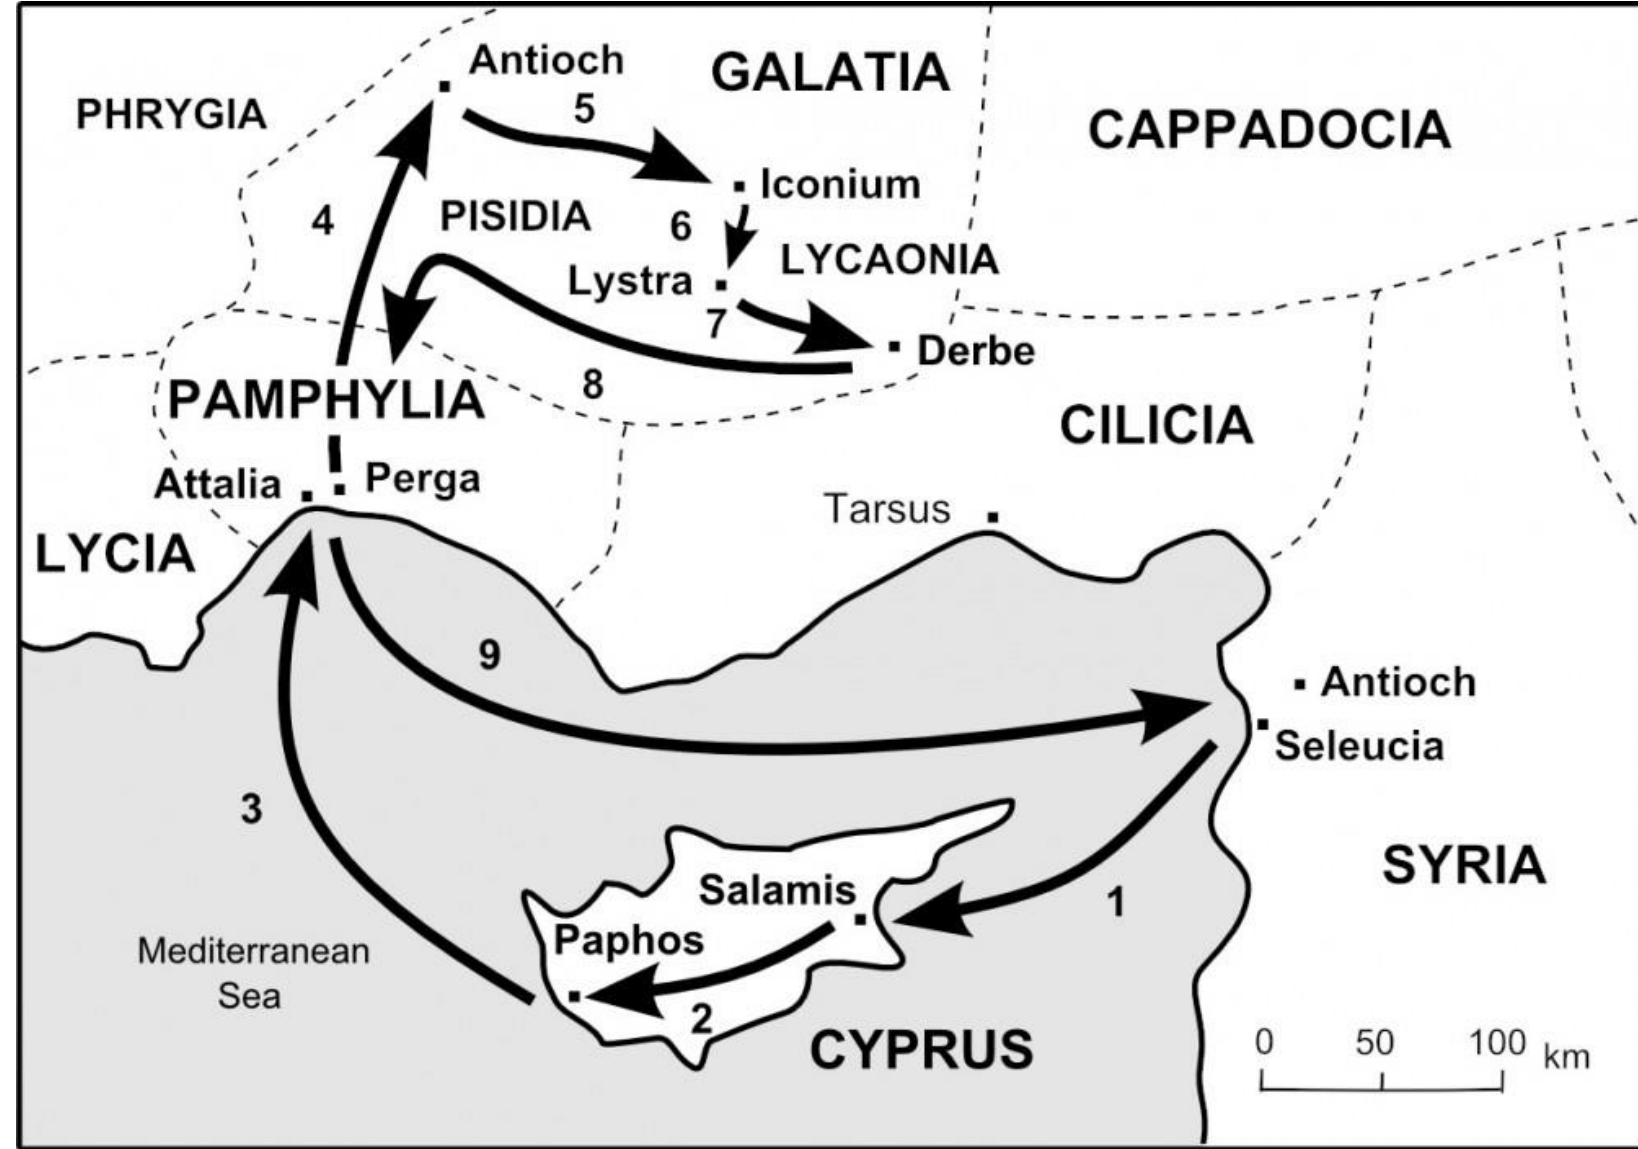 Antioch
GALATIA
5
PHRYGIA
CAPPADOCIA
Iconium
4
PISIDIA
6
LYCAONIA
Lystra
7
Derbe
8
PAMPHYLIA
CILICIA
Attalia
Perga
Tarsus
LYCIA
9
Antioch
Seleucia
3
SYRIA
Salamis
1
Paphos
Mediterranean
Sea
2
CYPRUS
0 50 100 km